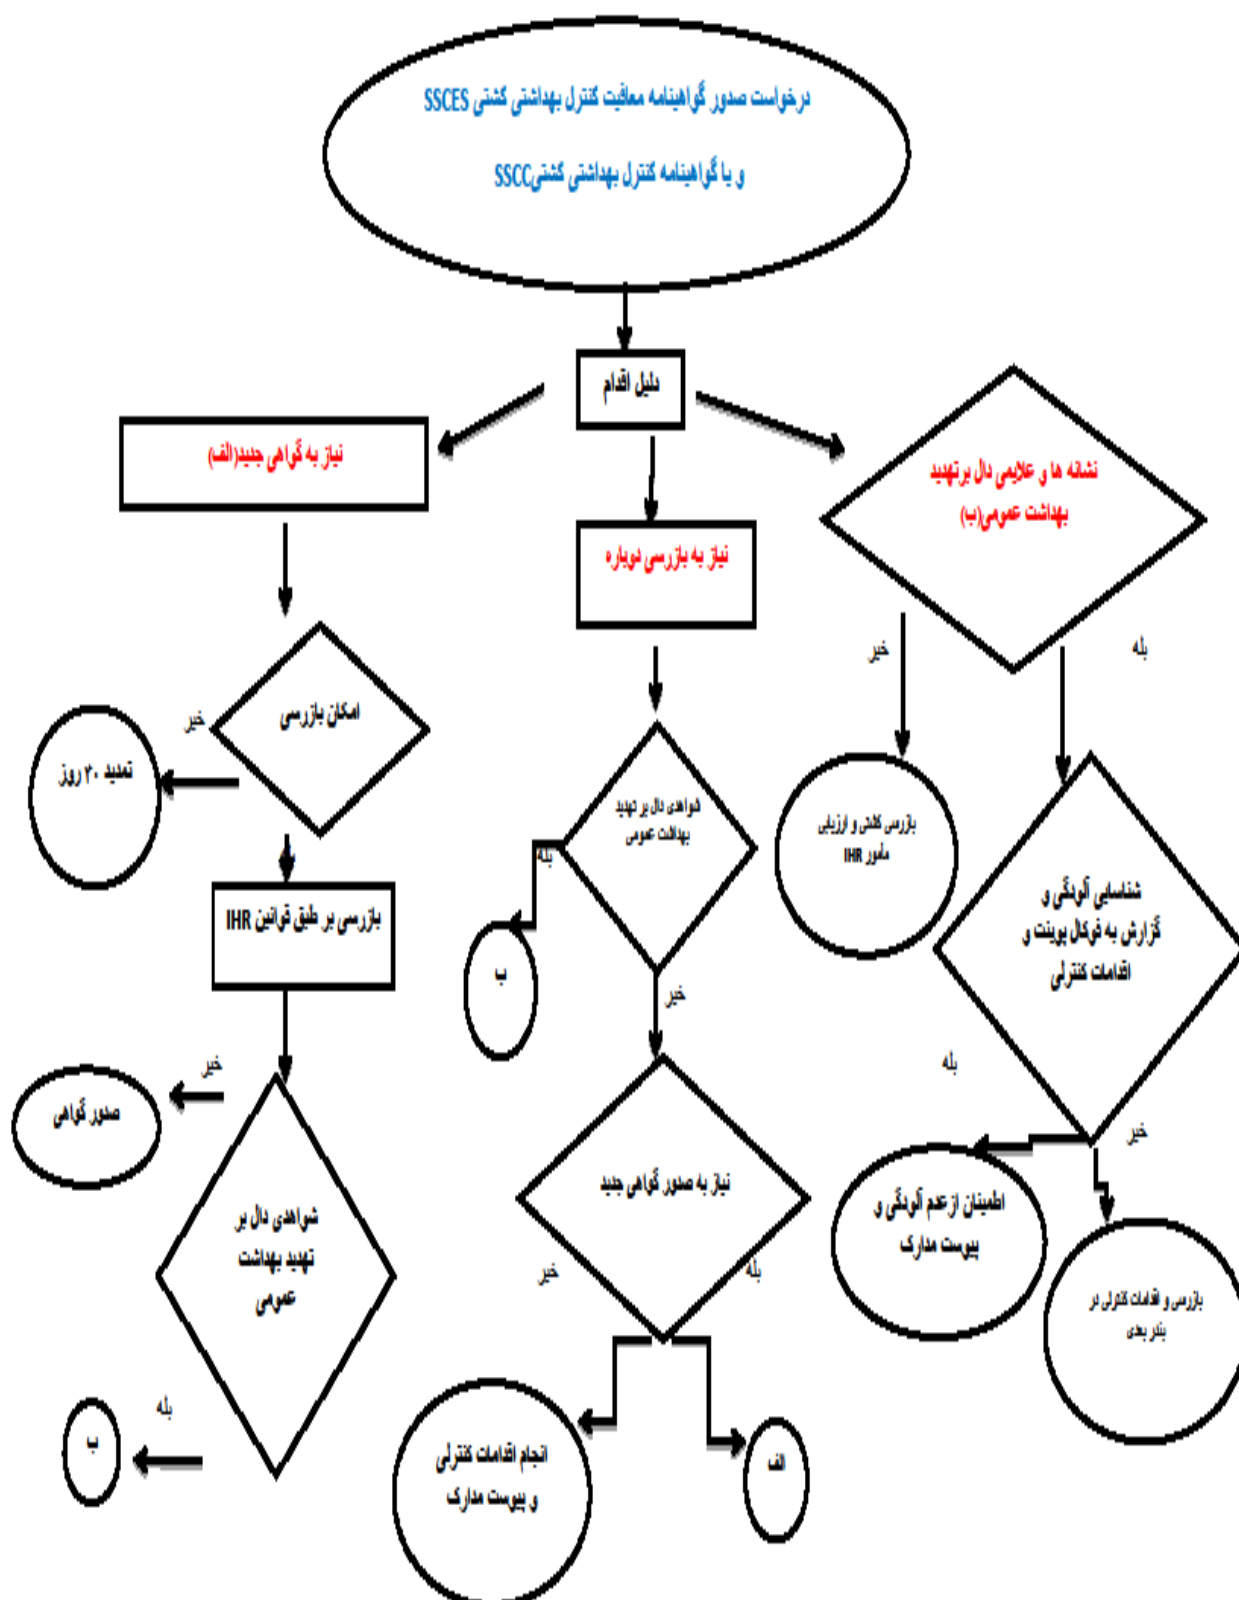 درخواست صدور گواهینامه معافیت کنترل بهداشتی کشتی SSCES
و یا گواهینامه کنترل بهداشتی کشتیSSCC
دلیل اقدام
نشانه ها و علایمی دال برتهدید
بهداشت عمومی(ب)
بله
خیر
بازرسی کشتی و ارزیابی
مأمور IHR
شناسایی آلودگی و
گزارش به فوکال پوینت و
اقدامات کنترلی
بله
خیر
اطمینان از عدم آلودگی و
پیوست مدارک
بازرسی و اقدامات کنترلی در
بندر بعدی
نیاز به بازرسی دوباره
شواهدی دال بر تهدید
بهداشت عمومی
بله
ب
خیر
نیاز به صدور گواهی جدید
بله
خیر
الف
انجام اقدامات کنترلی
و پیوست مدارک
نیاز به گواهی جدید(الف)
امکان بازرسی
خیر
تمدید ۳۰ روز
بازرسی بر طبق قوانین IHR
خیر
صدور گواهی
شواهدی دال بر
تهدید بهداشت
عمومی
بله
ب